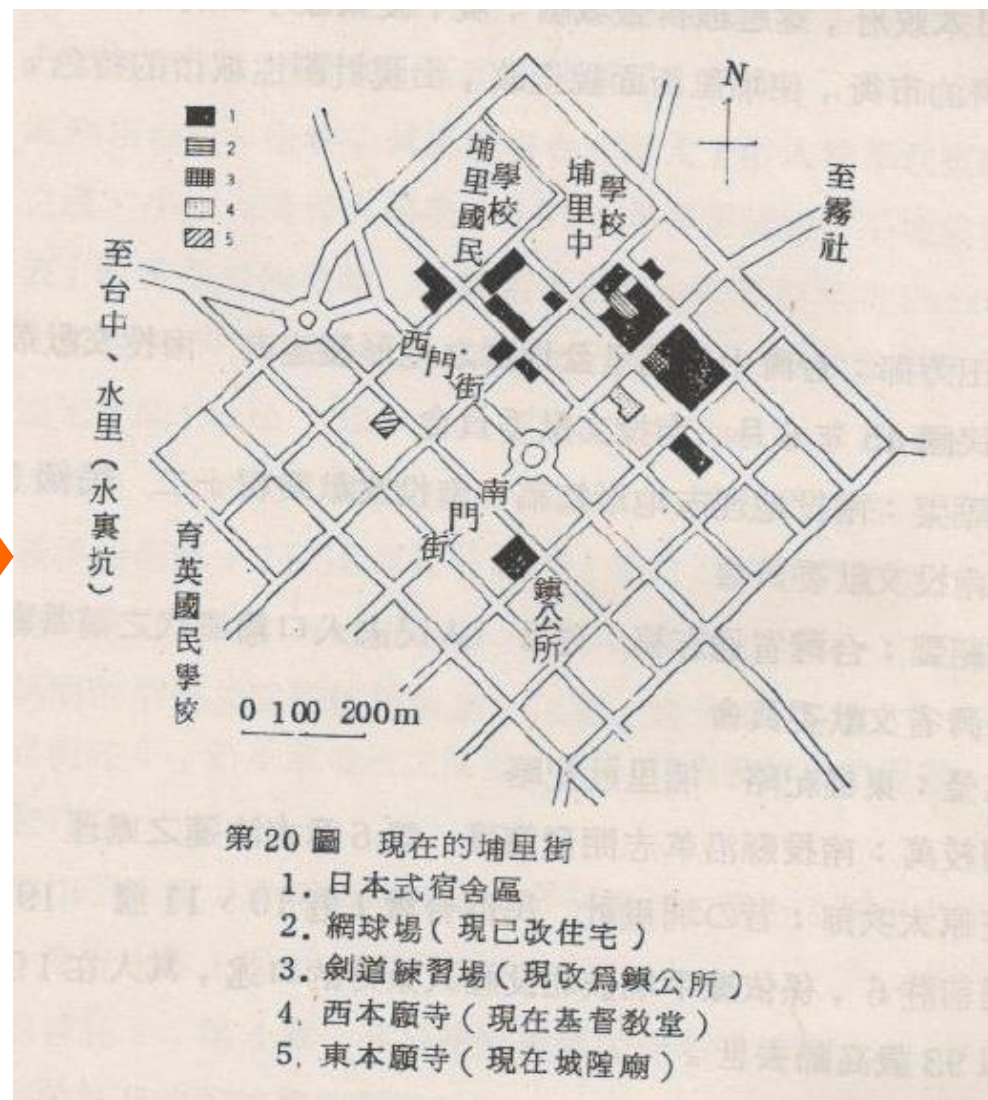 N
1
2
3
4
5
埔里國民
學校
埔里中
學校
至霧社
至台中、水里（水裏坑）
西門街
南門街
鎮公所
育英國民學校
0 100 200m
第20圖 現在的埔里街
1. 日本式宿舍區
2. 網球場（現已改住宅）
3. 劍道練習場（現改爲鎮公所）
4. 西本願寺（現在基督教堂）
5. 東本願寺（現在城隍廟）